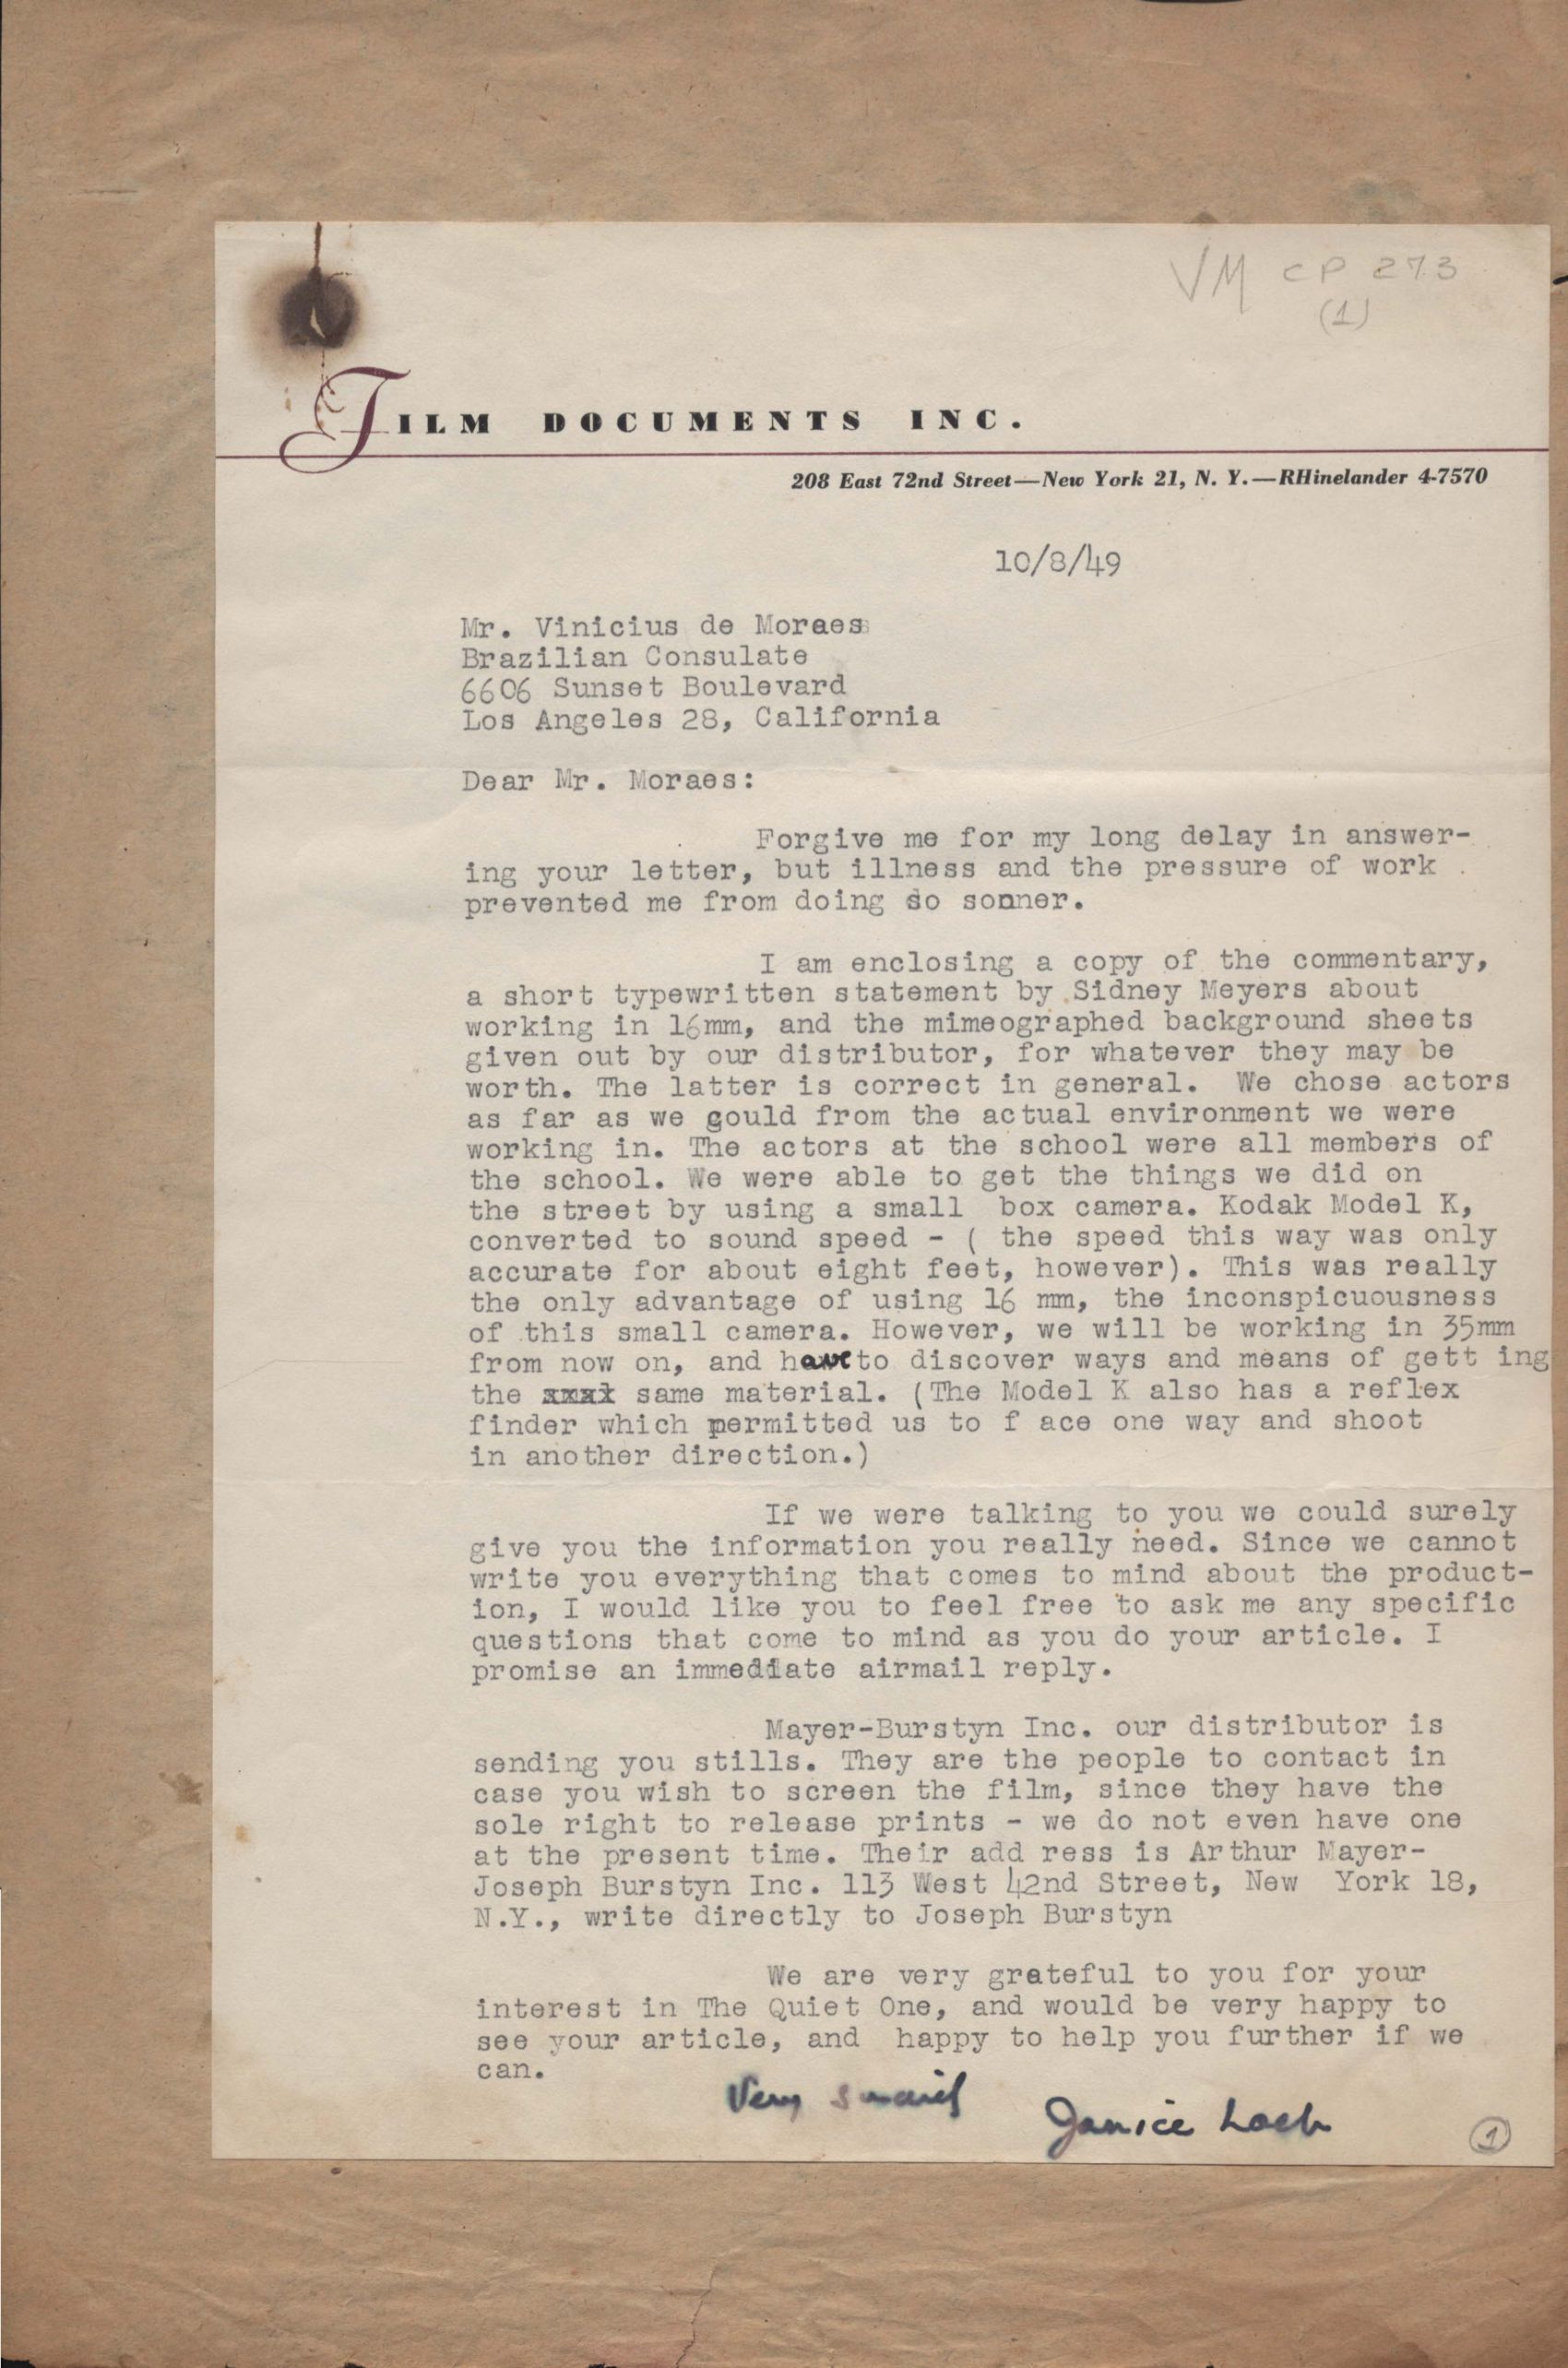 VM CP 273
(1)
FILM DOCUMENTS INC.
208 East 72nd Street—New York 21, N. Y.—RHinelander 4-7570
10/8/49
Mr. Vinicius de Moraes
Brazilian Consulate
6606 Sunset Boulevard
Los Angeles 28, California
Dear Mr. Moraes:
Forgive me for my long delay in answer-
ing your letter, but illness and the pressure of work
prevented me from doing so sonner.
I am enclosing a copy of the commentary,
a short typewritten statement by Sidney Meyers about
working in 16mm, and the mimeographed background sheets
given out by our distributor, for whatever they may be
worth. The latter is correct in general. We chose actors
as far as we gould from the actual environment we were
working in. The actors at the school were all members of
the school. We were able to get the things we did on
the street by using a small box camera. Kodak Model K,
converted to sound speed - ( the speed this way was only
accurate for about eight feet, however). This was really
the only advantage of using 16 mm, the inconspicuousness
of this small camera. However, we will be working in 35mm
from now on, and have to discover ways and means of gett ing
the same material. (The Model K also has a reflex
finder which permitted us to f ace one way and shoot
in another direction.)
If we were talking to you we could surely
give you the information you really need. Since we cannot
write you everything that comes to mind about the product-
ion, I would like you to feel free to ask me any specific
questions that come to mind as you do your article. I
promise an immediate airmail reply.
Mayer-Burstyn Inc. our distributor is
sending you stills. They are the people to contact in
case you wish to screen the film, since they have the
sole right to release prints - we do not even have one
at the present time. Their add ress is Arthur Mayer-
Joseph Burstyn Inc. 113 West 42nd Street, New York 18,
N.Y., write directly to Joseph Burstyn
We are very grateful to you for your
interest in The Quiet One, and would be very happy to
see your article, and happy to help you further if we
can.
Very
Janice Loeb
1